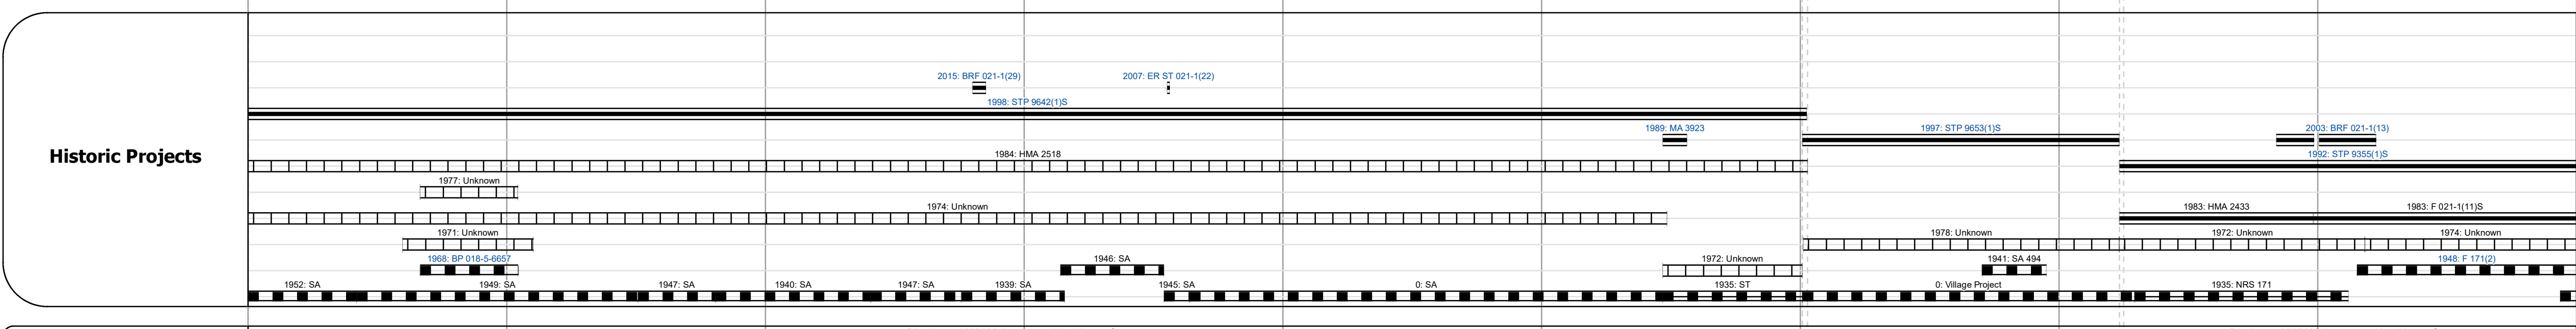 2015: BRF 021-1(29)
2007: ER ST 021-1(22)
1998: STP 9642(1)S
1989: MA 3923
1997: STP 9653(1)S
2003: BRF 021-1(13)
Historic Projects
1984: HMA 2518
1992: STP 9355(1)S
1977: Unknown
1974: Unknown
1983: HMA 2433
1983: F 021-1(11)S
1971: Unknown
1978: Unknown
1972: Unknown
1974: Unknown
1968: BP 018-5-6657
1946: SA
1972: Unknown
1941: SA 494
1948: F 171(2)
1952: SA
1949: SA
1947: SA
1940: SA
1947: SA
1939: SA
1945: SA
0: SA
1935: ST
0: Village Project
1935: NRS 171